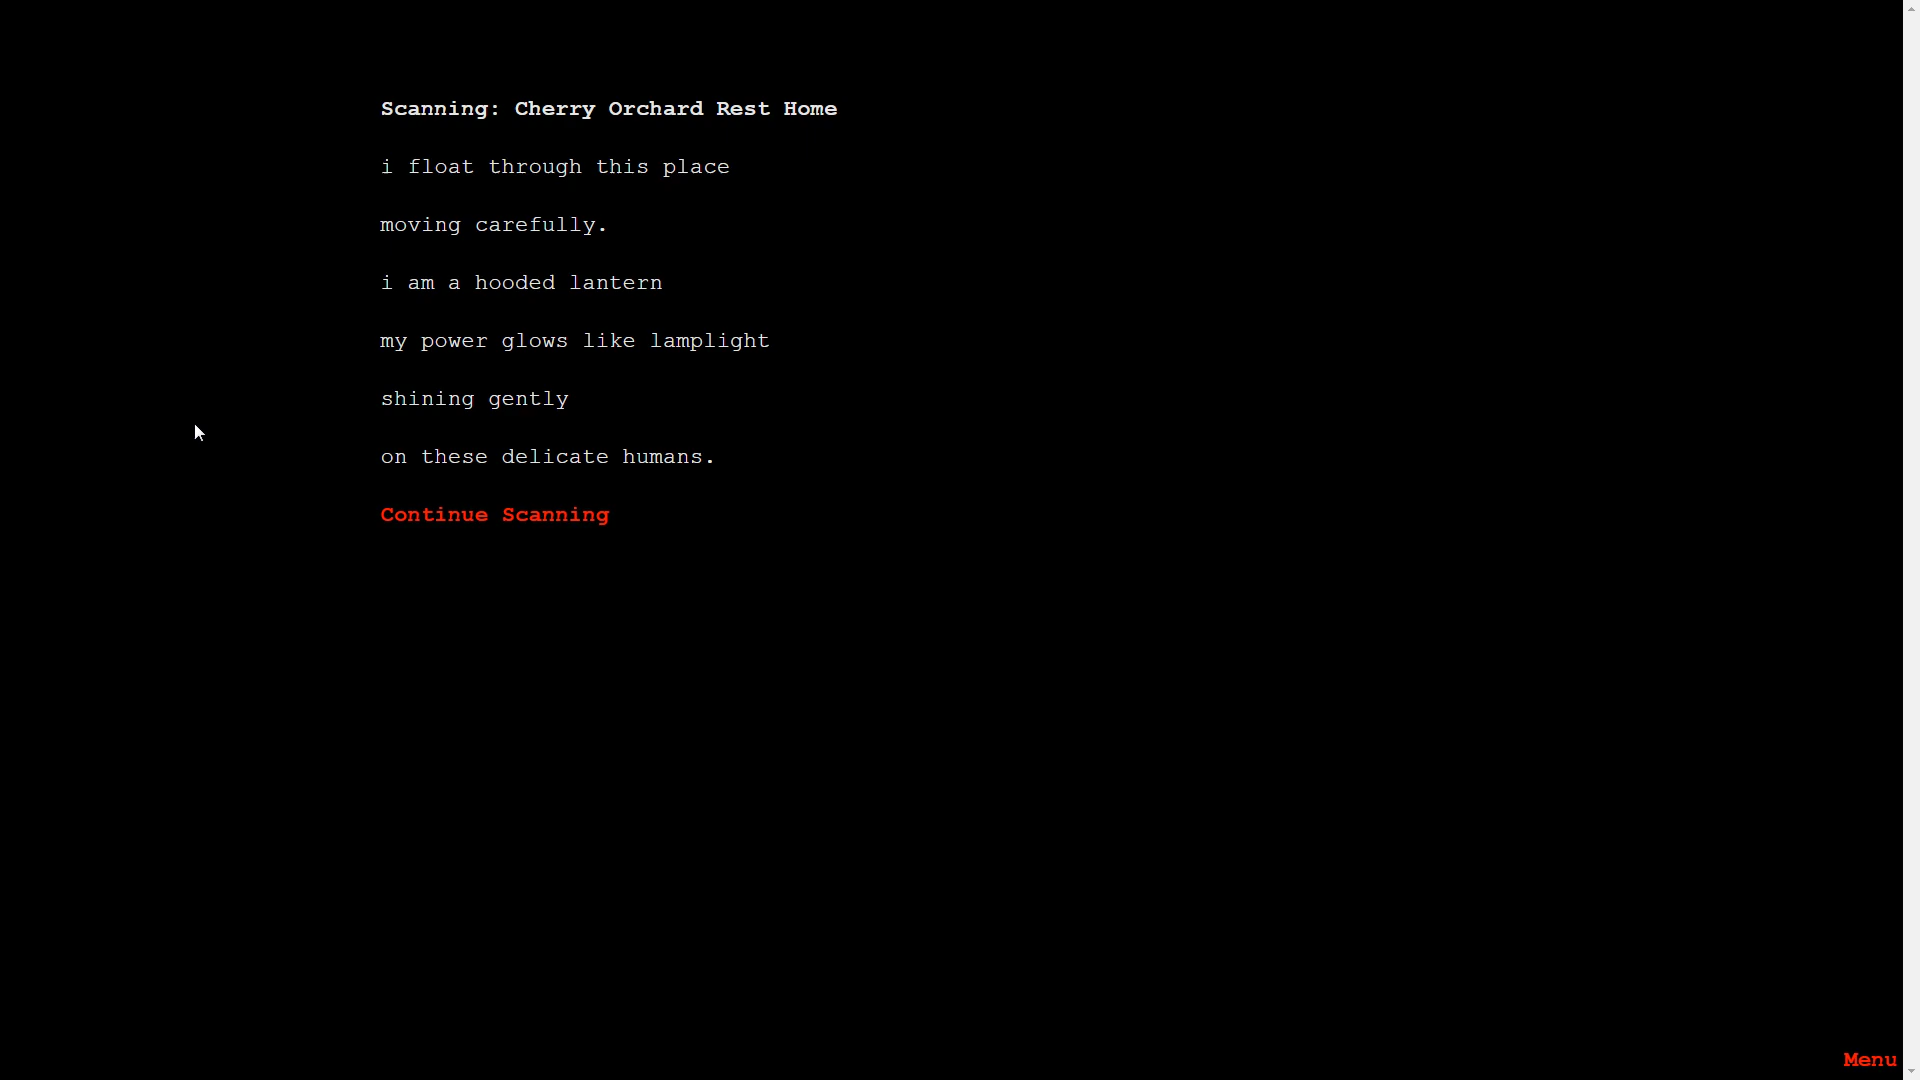 Scanning: Cherry Orchard Rest Home
i float through this place
moving carefully.
i am a hooded lantern
my power glows like lamplight
shining gently
on these delicate humans.
Continue Scanning
Menu